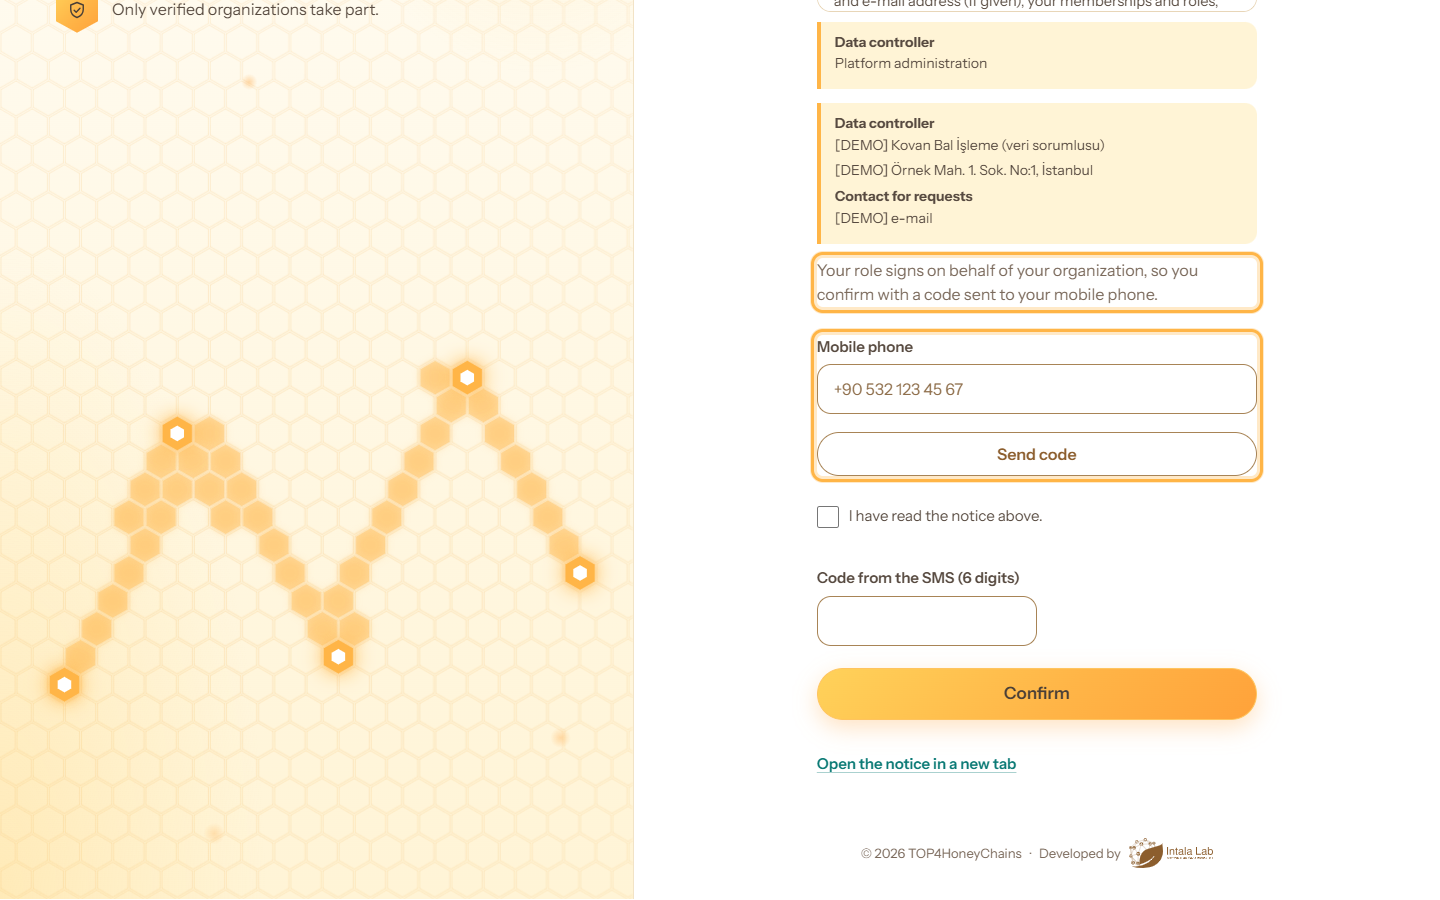 Only verified organizations take part.
and e-mail address (if given), your memberships and roles,
Data controller
Platform administration
Data controller
[DEMO] Kovan Bal İşleme (veri sorumlusu)
[DEMO] Örnek Mah. 1. Sok. No:1, İstanbul
Contact for requests
[DEMO] e-mail
Your role signs on behalf of your organization, so you
confirm with a code sent to your mobile phone.
Mobile phone
+90 532 123 45 67
Send code
I have read the notice above.
Code from the SMS (6 digits)
Confirm
Open the notice in a new tab
© 2026 TOP4HoneyChains · Developed by Intala Lab